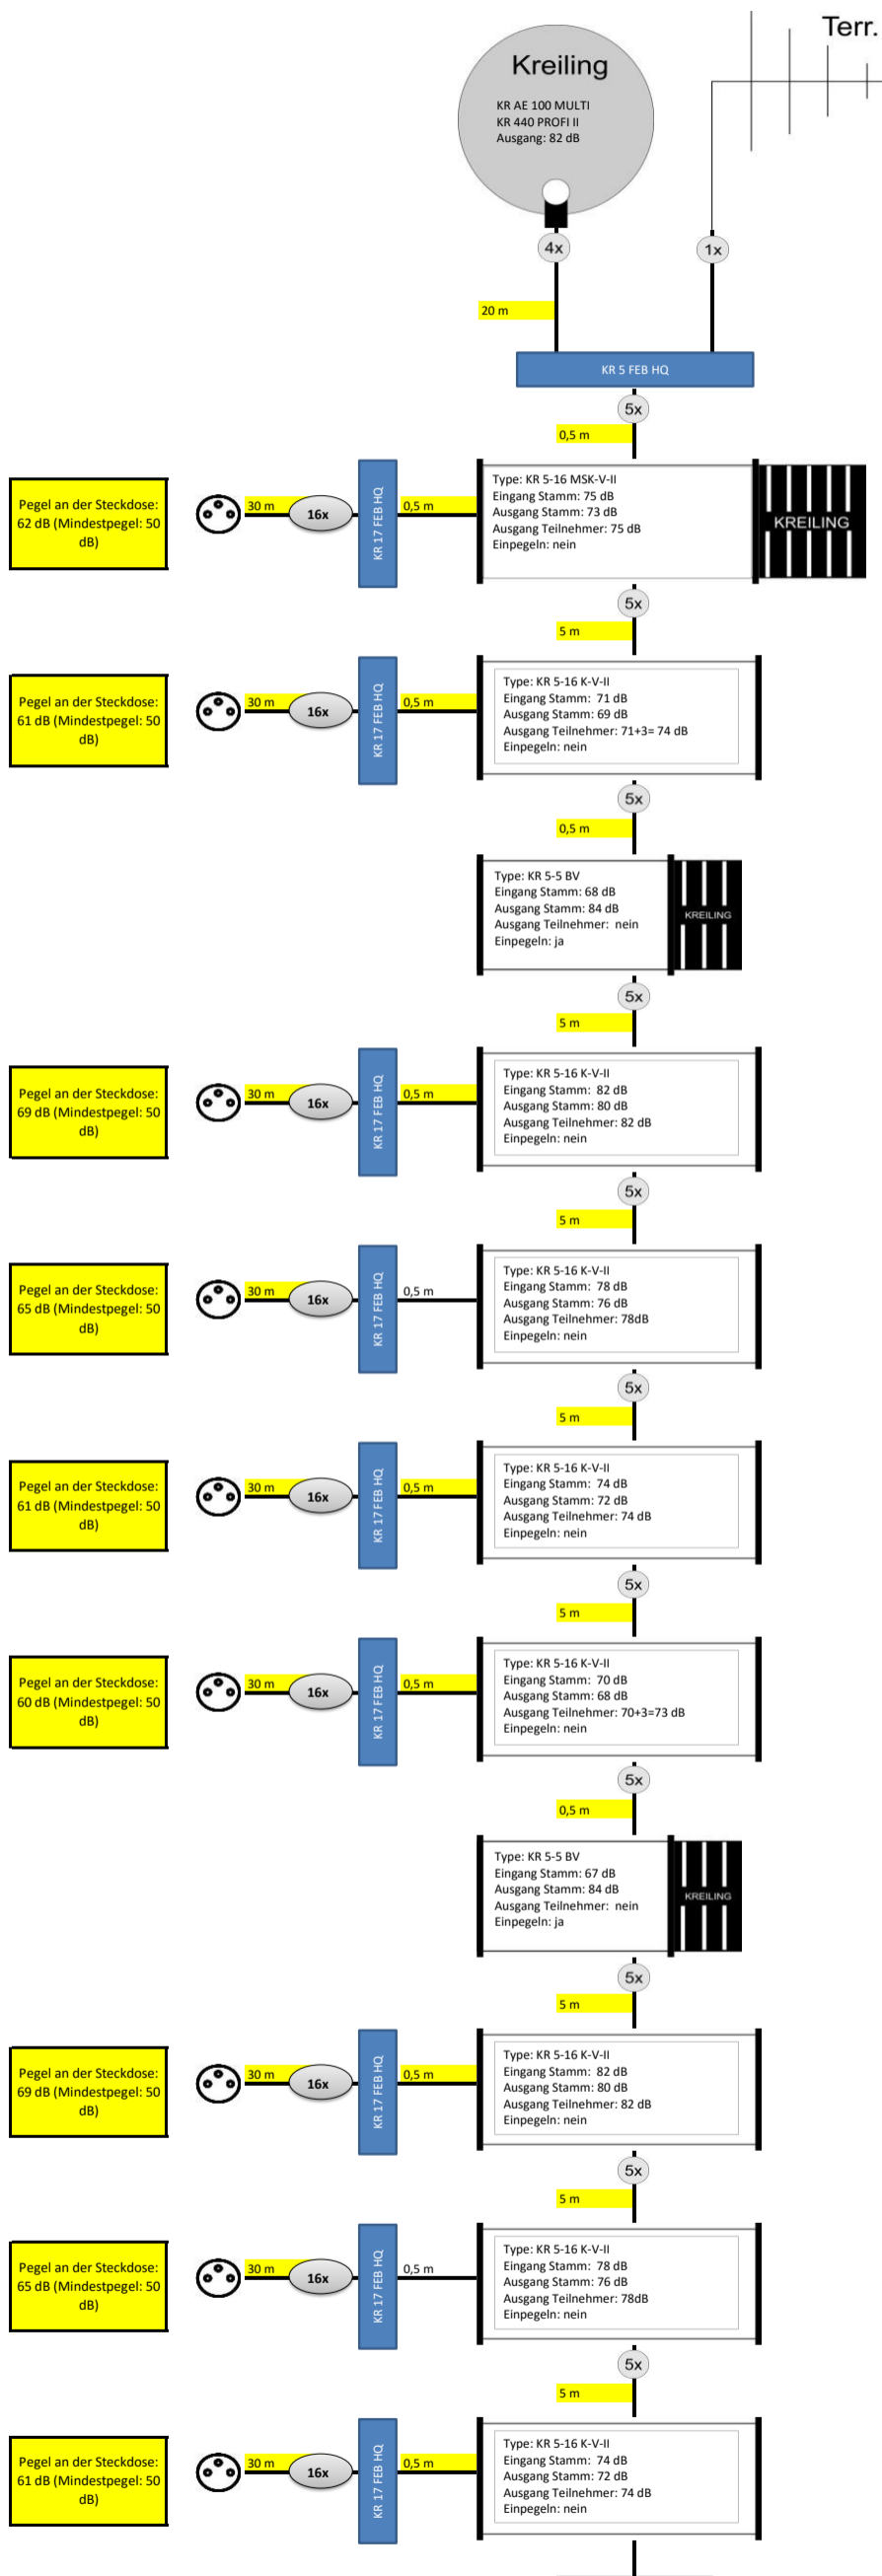 Terr.
Kreiling
KR AE 100 MULTI
KR 440 PROFI II
Ausgang: 82 dB
4x
1x
20 m
KR 5 FEB HQ
5x
0,5 m
Pegel an der Steckdose:
62 dB (Mindestpegel: 50
dB)
30 m
16x
KR 17 FEB HQ
0,5 m
Type: KR 5-16 MSK-V-II
Eingang Stamm: 75 dB
Ausgang Stamm: 73 dB
Ausgang Teilnehmer: 75 dB
Einpegeln: nein
KREILING
5x
5 m
Pegel an der Steckdose:
61 dB (Mindestpegel: 50
dB)
30 m
16x
KR 17 FEB HQ
0,5 m
Type: KR 5-16 K-V-II
Eingang Stamm: 71 dB
Ausgang Stamm: 69 dB
Ausgang Teilnehmer: 71+3= 74 dB
Einpegeln: nein
5x
0,5 m
Type: KR 5-5 BV
Eingang Stamm: 68 dB
Ausgang Stamm: 84 dB
Ausgang Teilnehmer: nein
Einpegeln: ja
KREILING
5x
5 m
Pegel an der Steckdose:
69 dB (Mindestpegel: 50
dB)
30 m
16x
KR 17 FEB HQ
0,5 m
Type: KR 5-16 K-V-II
Eingang Stamm: 82 dB
Ausgang Stamm: 80 dB
Ausgang Teilnehmer: 82 dB
Einpegeln: nein
5x
5 m
Pegel an der Steckdose:
65 dB (Mindestpegel: 50
dB)
30 m
16x
KR 17 FEB HQ
0,5 m
Type: KR 5-16 K-V-II
Eingang Stamm: 78 dB
Ausgang Stamm: 76 dB
Ausgang Teilnehmer: 78dB
Einpegeln: nein
5x
5 m
Pegel an der Steckdose:
61 dB (Mindestpegel: 50
dB)
30 m
16x
KR 17 FEB HQ
0,5 m
Type: KR 5-16 K-V-II
Eingang Stamm: 74 dB
Ausgang Stamm: 72 dB
Ausgang Teilnehmer: 74 dB
Einpegeln: nein
5x
5 m
Pegel an der Steckdose:
60 dB (Mindestpegel: 50
dB)
30 m
16x
KR 17 FEB HQ
0,5 m
Type: KR 5-16 K-V-II
Eingang Stamm: 70 dB
Ausgang Stamm: 68 dB
Ausgang Teilnehmer: 70+3=73 dB
Einpegeln: nein
5x
0,5 m
Type: KR 5-5 BV
Eingang Stamm: 67 dB
Ausgang Stamm: 84 dB
Ausgang Teilnehmer: nein
Einpegeln: ja
KREILING
5x
5 m
Pegel an der Steckdose:
69 dB (Mindestpegel: 50
dB)
30 m
16x
KR 17 FEB HQ
0,5 m
Type: KR 5-16 K-V-II
Eingang Stamm: 82 dB
Ausgang Stamm: 80 dB
Ausgang Teilnehmer: 82 dB
Einpegeln: nein
5x
5 m
Pegel an der Steckdose:
65 dB (Mindestpegel: 50
dB)
30 m
16x
KR 17 FEB HQ
0,5 m
Type: KR 5-16 K-V-II
Eingang Stamm: 78 dB
Ausgang Stamm: 76 dB
Ausgang Teilnehmer: 78dB
Einpegeln: nein
5x
5 m
Pegel an der Steckdose:
61 dB (Mindestpegel: 50
dB)
30 m
16x
KR 17 FEB HQ
0,5 m
Type: KR 5-16 K-V-II
Eingang Stamm: 74 dB
Ausgang Stamm: 72 dB
Ausgang Teilnehmer: 74 dB
Einpegeln: nein